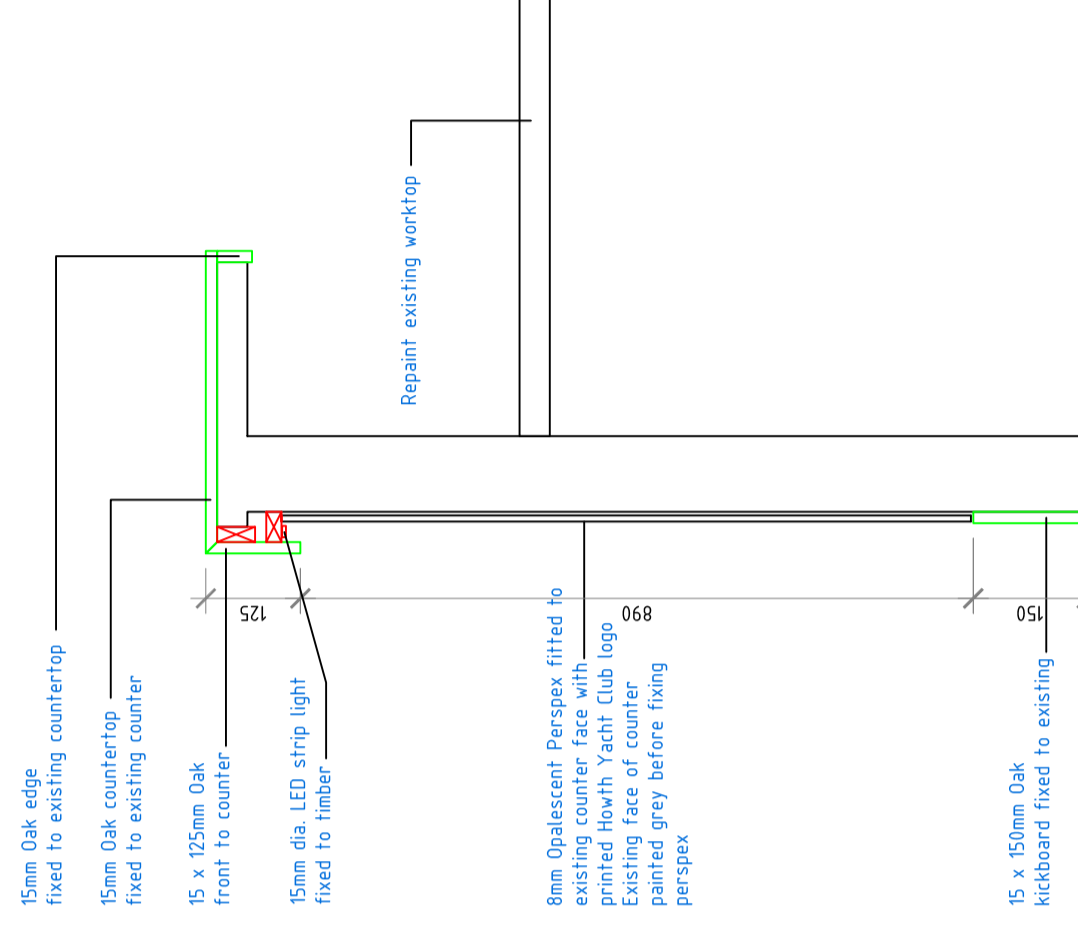 15mm Oak edge
fixed to existing countertop
15mm Oak countertop
fixed to existing counter
15 x 125mm Oak
front to counter
15mm dia. LED strip light
fixed to timber
Repaint existing worktop
8mm Opalescent Perspex fitted to
existing counter face with
printed Howth Yacht Club logo
Existing face of counter
painted grey before fixing
perspex
15 x 150mm Oak
kickboard fixed to existing
125
890
150